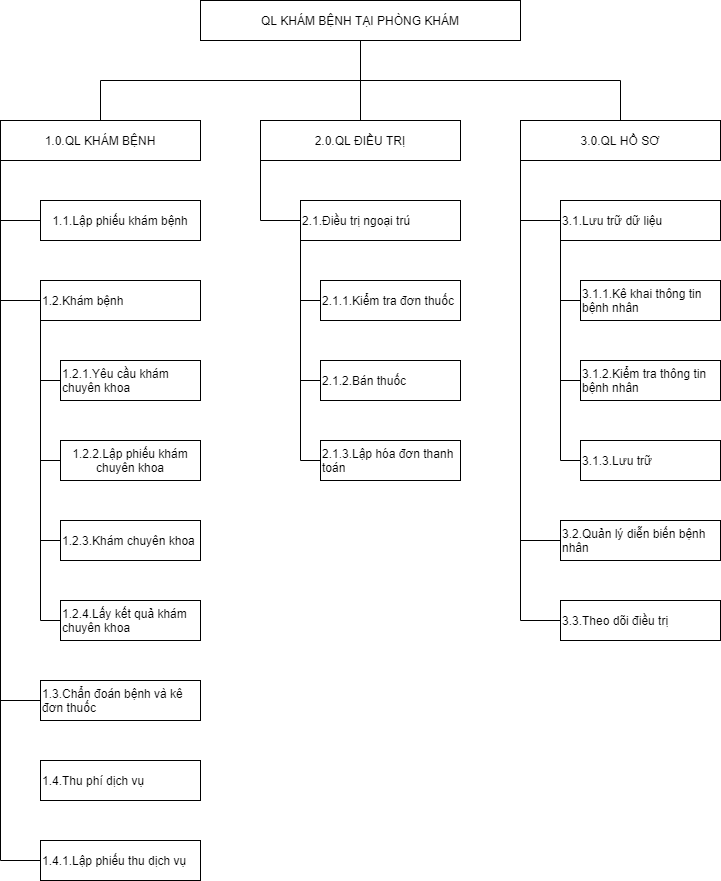 QL KHÁM BỆNH TẠI PHÒNG KHÁM
1.0.QL KHÁM BỆNH
1.1.Lập phiếu khám bệnh
1.2.Khám bệnh
1.2.1.Yêu cầu khám
chuyên khoa
1.2.2.Lập phiếu khám
chuyên khoa
1.2.3.Khám chuyên khoa
1.2.4.Lấy kết quả khám
chuyên khoa
1.3.Chẩn đoán bệnh và kê
đơn thuốc
1.4.Thu phí dịch vụ
1.4.1.Lập phiếu thu dịch vụ
2.0.QL ĐIỀU TRỊ
2.1.Điều trị ngoại trú
2.1.1.Kiểm tra đơn thuốc
2.1.2.Bán thuốc
2.1.3.Lập hóa đơn thanh
toán
3.0.QL HỒ SƠ
3.1.Lưu trữ dữ liệu
3.1.1.Kê khai thông tin
bệnh nhân
3.1.2.Kiểm tra thông tin
bệnh nhân
3.1.3.Lưu trữ
3.2.Quản lý diễn biến bệnh
nhân
3.3.Theo dõi điều trị